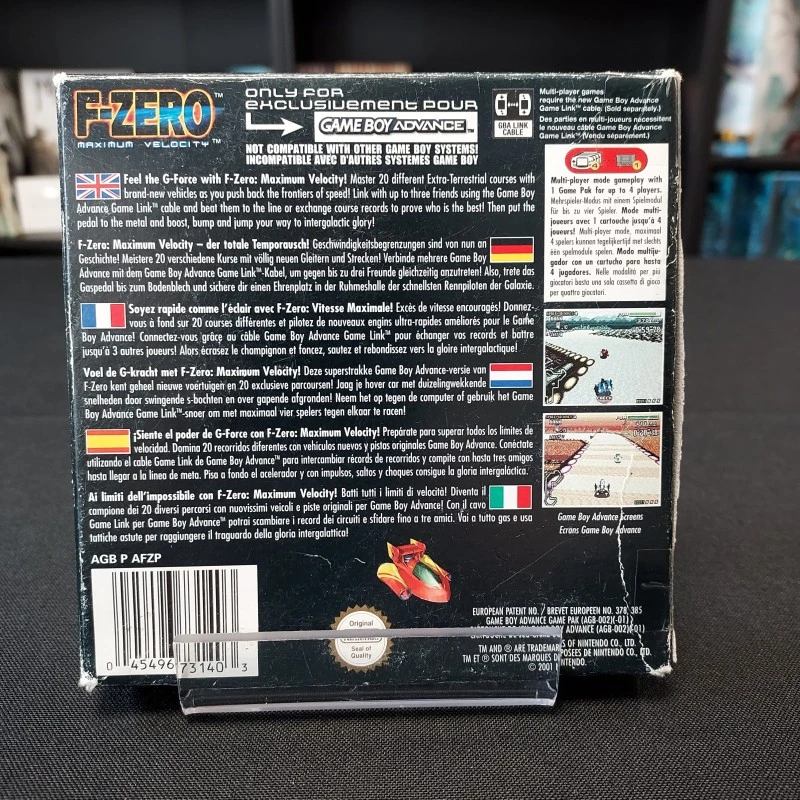 F-ZERO™
MAXIMUM VELOCITY™
ONLY FOR
EXCLUSIVEMENT POUR
GAME BOY ADVANCE™
NOT COMPATIBLE WITH OTHER GAME BOY SYSTEMS!
INCOMPATIBLE AVEC D'AUTRES SYSTEMES GAME BOY
GBA LINK
CABLE
Multi-player games
require the new Game Boy Advance
Game Link™ cable. (Sold separately.)
Des parties en multi-joueurs nécessitent
le nouveau câble Game Boy Advance
Game Link™. (Vendu séparément.)
Feel the G-Force with F-Zero: Maximum Velocity! Master 20 different Extra-Terrestrial courses with
brand-new vehicles as you push back the frontiers of speed! Link with up to three friends using the Game Boy
Advance Game Link™ cable and beat them to the line or exchange course records to prove who is the best! Then put the
pedal to the metal and boost, bump and jump your way to intergalactic glory!
F-Zero: Maximum Velocity – der totale Temporausch! Geschwindigkeitsbegrenzungen sind von nun an
Geschichte! Meistere 20 verschiedene Kurse mit völlig neuen Gleitern und Strecken! Verbinde mehrere Game Boy
Advance mit dem Game Boy Advance Game Link™-Kabel, um gegen bis zu drei Freunde gleichzeitig anzutreten! Also, trete das
Gaspedal bis zum Bodenblech und sichere dir einen Ehrenplatz in der Ruhmeshalle der schnellsten Rennpiloten der Galaxie.
Soyez rapide comme l'éclair avec F-Zero: Vitesse Maximale! Excès de vitesse encouragés! Donnez-
vous à fond sur 20 courses différentes et pilotez de nouveaux engins ultra-rapides améliorés pour le Game
Boy Advance! Connectez-vous grâce au câble Game Boy Advance Game Link™ pour échanger vos records et battre
jusqu'à 3 autres joueurs! Alors écrasez le champignon et foncez, sautez et rebondissez vers la gloire intergalactique!
Voel de G-kracht met F-Zero: Maximum Velocity! Deze superstrakke Game Boy Advance-versie van
F-Zero kent geheel nieuwe voertuigen en 20 exclusieve parcoursen! Jaag je hover car met duizelingwekkende
snelheden door swingende s-bochten en over gapende afgronden! Neem het op tegen de computer of gebruik het Game
Boy Advance Game Link™-snoer om met maximaal vier spelers tegen elkaar te racen!
¡Siente el poder de G-Force con F-Zero: Maximum Velocity! Prepárate para superar todos los límites de
velocidad. Domina 20 recorridos diferentes con vehículos nuevos y pistas originales Game Boy Advance. Conéctate
utilizando el cable Game Link de Game Boy Advance™ para intercambiar récords de recorridos y compite con hasta tres amigos
hasta llegar a la línea de meta. Pisa a fondo el acelerador y con impulsos, saltos y choques consigue la gloria intergaláctica.
Ai limiti dell'impossibile con F-Zero: Maximum Velocity! Batti tutti i limiti di velocità! Diventa il
campione dei 20 diversi percorsi con nuovissimi veicoli e piste originali per Game Boy Advance! Con il cavo
Game Link per Game Boy Advance™ potrai scambiare i record dei circuiti e sfidare fino a tre amici. Vai a tutto gas e usa
tattiche astute per raggiungere il traguardo della gloria intergalattica!
Multi-player mode gameplay with
1 Game Pak for up to 4 players.
Mehrspieler-Modus mit einem Spielmodul
für bis zu vier Spieler. Mode multi-
joueurs avec 1 cartouche jusqu'à 4
joueurs! Multi-player mode, maximaal
4 spelers kunnen tegelijkertijd met slechts
één spelmodule spelen. Modo multiju-
gador con un cartucho para hasta
4 jugadores. Nelle modalità per più
giocatori basta una sola cassetta di gioco
per quattro giocatori.
Game Boy Advance Screens
Ecrans Game Boy Advance
AGB P AFZP
0 45496 73140 3
Original
Seal of
Quality
EUROPEAN PATENT NO. / BREVET EUROPEEN NO. 378, 385
GAME BOY ADVANCE GAME PAK (AGB-002)(-01)
ADVANCE (AGB-002)(-01)
TM AND ® ARE TRADEMARKS OF NINTENDO CO., LTD.
TM ET ® SONT DES MARQUES DEPOSEES DE NINTENDO CO., LTD.
© 2001 NINTENDO.